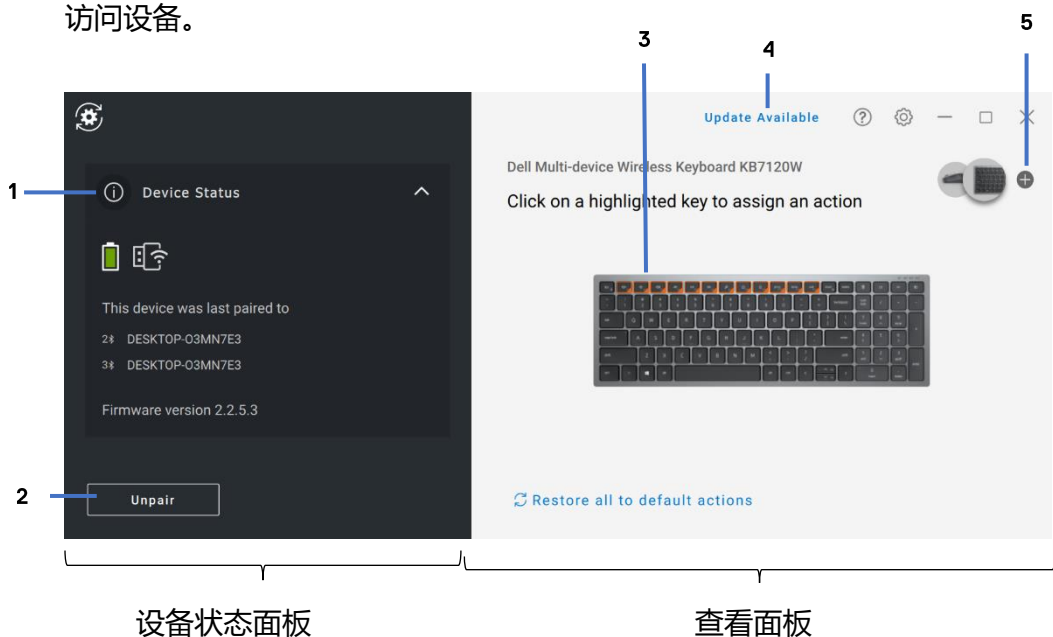 访问设备。
5
3
4
Update Available
1
Device Status
Dell Multi-device Wireless Keyboard KB7120W
Click on a highlighted key to assign an action
This device was last paired to
2 DESKTOP-O3MN7E3
3 DESKTOP-03MN7E3
Firmware version 2.2.5.3
2
Unpair
Restore all to default actions
设备状态面板
查看面板